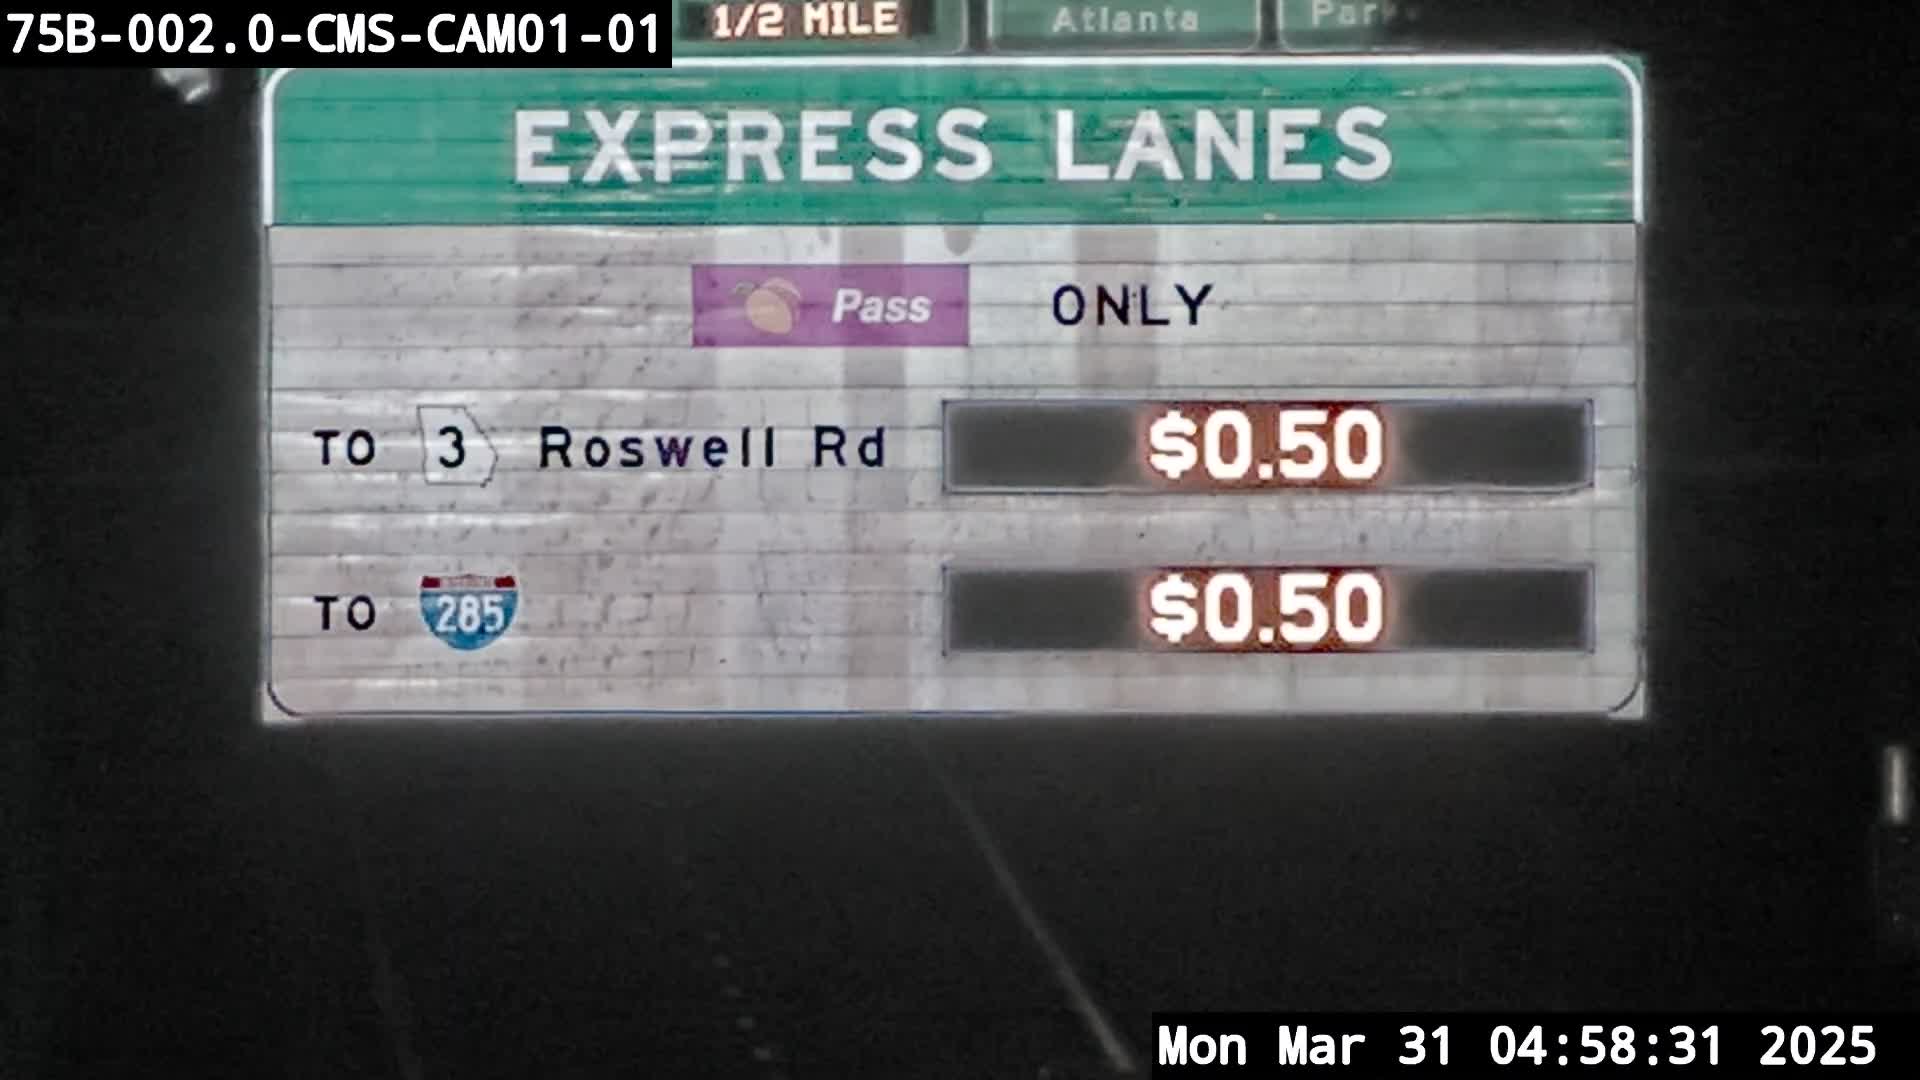 75B-002.0-CMS-CAM01-01
1/2 MILE
Atlanta
EXPRESS LANES
Pass ONLY
TO 3 Roswell Rd $0.50
TO 285 $0.50
Mon Mar 31 04:58:31 2025